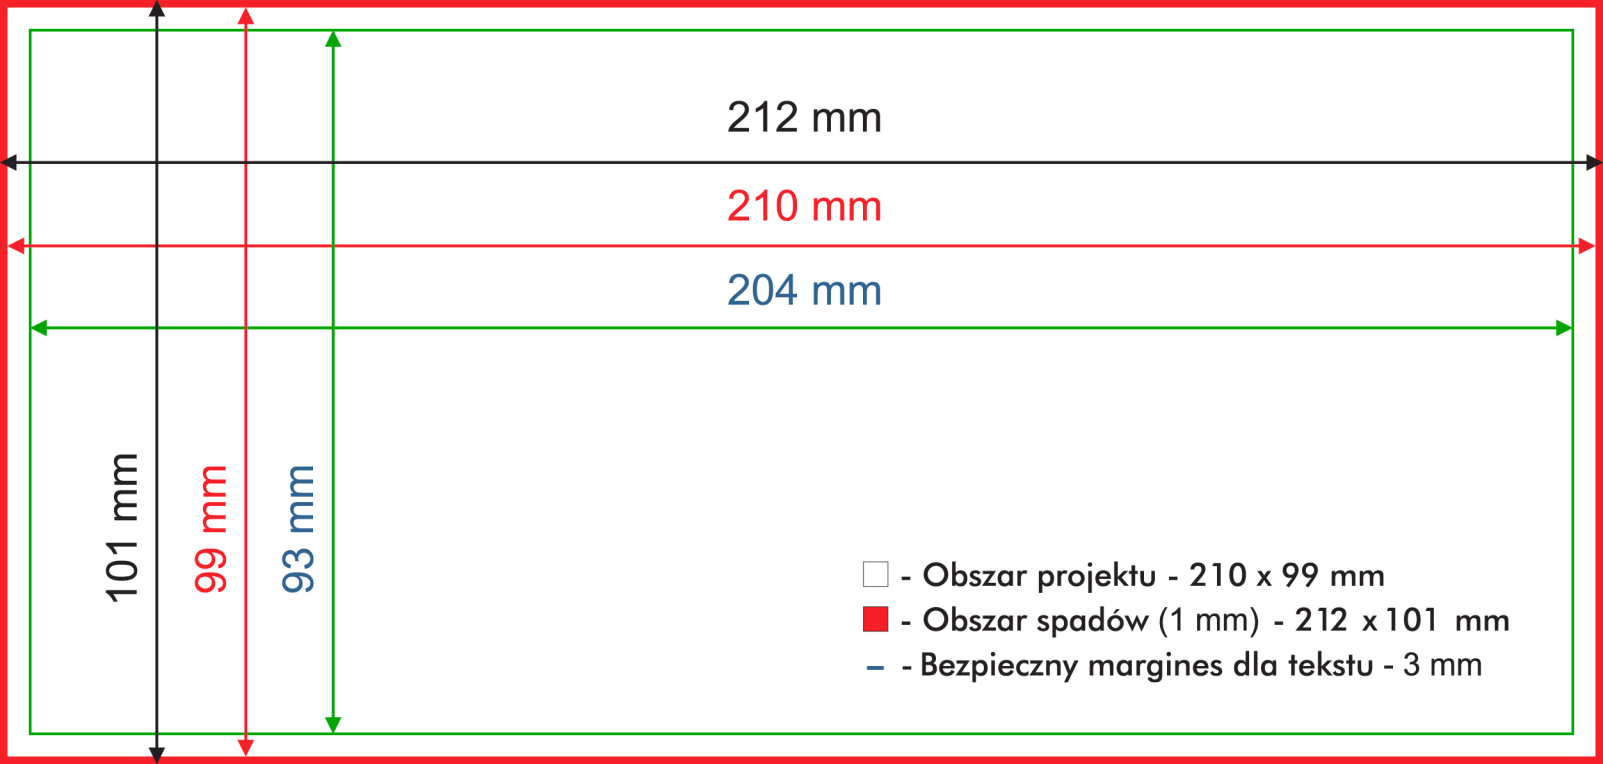 212 mm
210 mm
204 mm
101 mm
99 mm
93 mm
- Obszar projektu - 210 x 99 mm
- Obszar spadów (1 mm) - 212 x 101 mm
- Bezpieczny margines dla tekstu - 3 mm